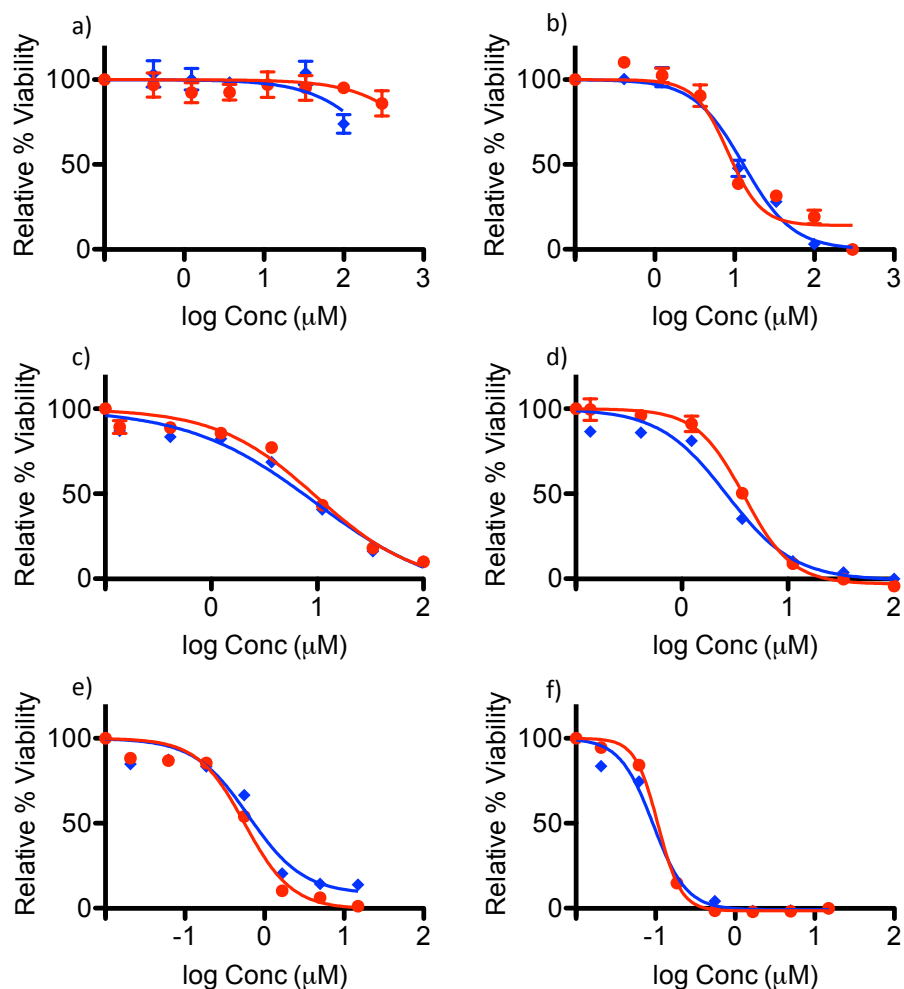 a)
Relative % Viability
100
50
0
0 1 2 3
log Conc (μM)
b)
Relative % Viability
100
50
0
0 1 2 3
log Conc (μM)
c)
Relative % Viability
100
50
0
0 1 2
log Conc (μM)
d)
Relative % Viability
100
50
0
0 1 2
log Conc (μM)
e)
Relative % Viability
100
50
0
-1 0 1 2
log Conc (μM)
f)
Relative % Viability
100
50
0
-1 0 1 2
log Conc (μM)